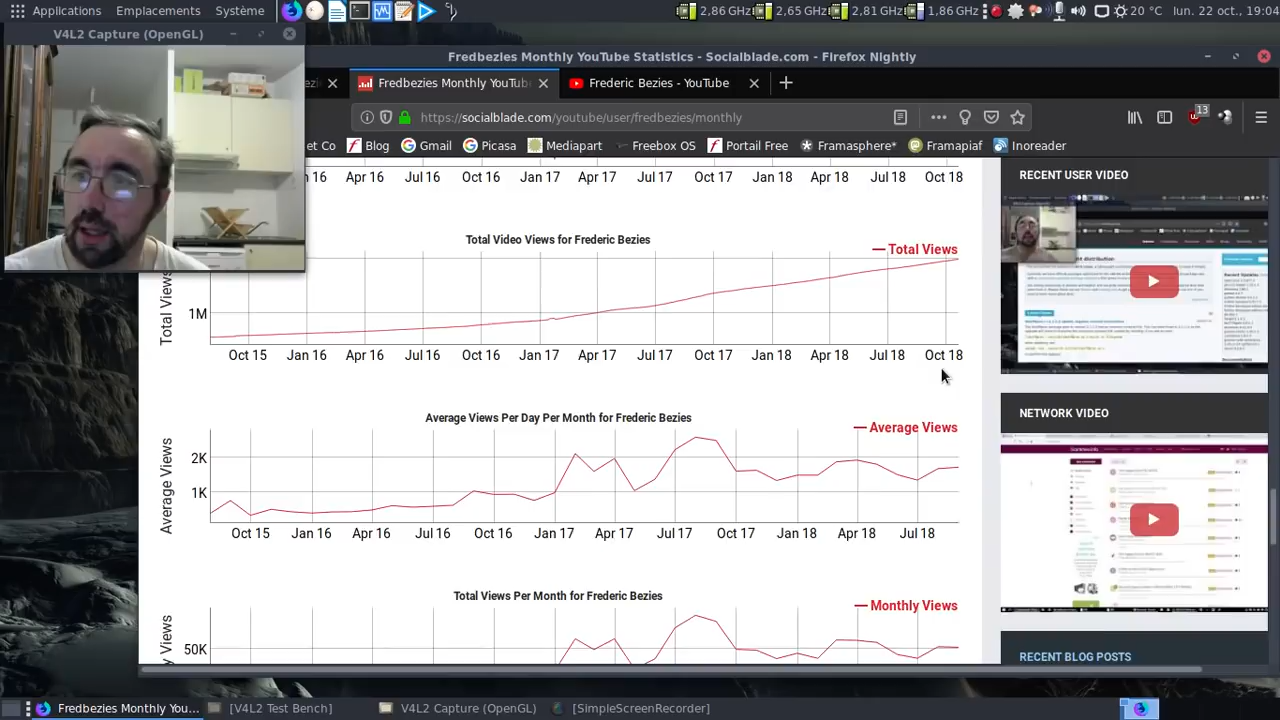 Applications Emplacements Système
2,86 GHz 2,65 GHz 2,81 GHz 1,86 GHz 20 °C lun. 22 oct., 19:04
V4L2 Capture (OpenGL)
Fredbezies Monthly YouTube Statistics - Socialblade.com - Firefox Nightly
Fredbezies Monthly YouTub
Frederic Bezies - YouTube
https://socialblade.com/youtube/user/fredbezies/monthly
13
et Co Blog Gmail Picasa Mediapart Freebox OS Portail Free Framasphere* Framapiaf Inoreader
16 Apr 16 Jul 16 Oct 16 Jan 17 Apr 17 Jul 17 Oct 17 Jan 18 Apr 18 Jul 18 Oct 18
Total Video Views for Frederic Bezies
Total Views
Total Views
1M
Oct 15 Jan 16 Apr 16 Jul 16 Oct 16 Jan 17 Apr 17 Jul 17 Oct 17 Jan 18 Apr 18 Jul 18 Oct 18
Average Views Per Day Per Month for Frederic Bezies
Average Views
Average Views
2K
1K
Oct 15 Jan 16 Apr 16 Jul 16 Oct 16 Jan 17 Apr 17 Jul 17 Oct 17 Jan 18 Apr 18 Jul 18
Total Views Per Month for Frederic Bezies
Monthly Views
y Views
50K
RECENT USER VIDEO
NETWORK VIDEO
RECENT BLOG POSTS
Fredbezies Monthly You... [V4L2 Test Bench] V4L2 Capture (OpenGL) [SimpleScreenRecorder]